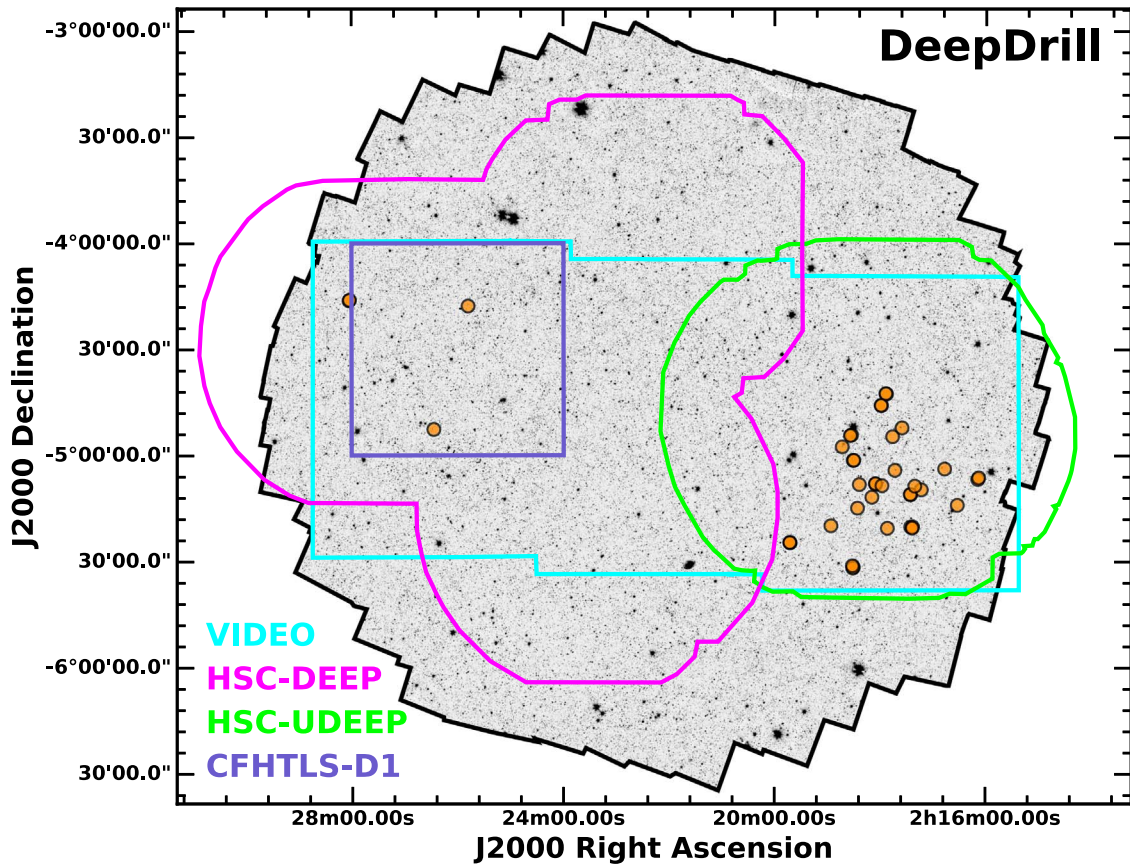 DeepDrill
-3°00'00.0"
30'00.0"
-4°00'00.0"
30'00.0"
-5°00'00.0"
30'00.0"
-6°00'00.0"
30'00.0"
J2000 Declination
VIDEO
HSC-DEEP
HSC-UDEEP
CFHTLS-D1
28m00.00s
24m00.00s
20m00.00s
2h16m00.00s
J2000 Right Ascension